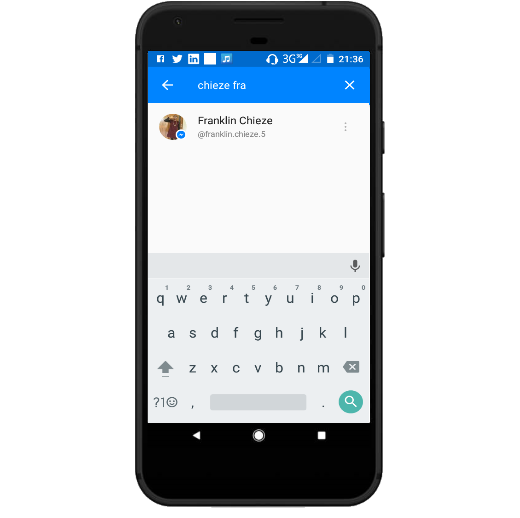 3G 3G 21:36
chieze fra
Franklin Chieze
@franklin.chieze.5
1 2 3 4 5 6 7 8 9 0
q w e r t y u i o p
a s d f g h j k l
z x c v b n m
?1☺ , .